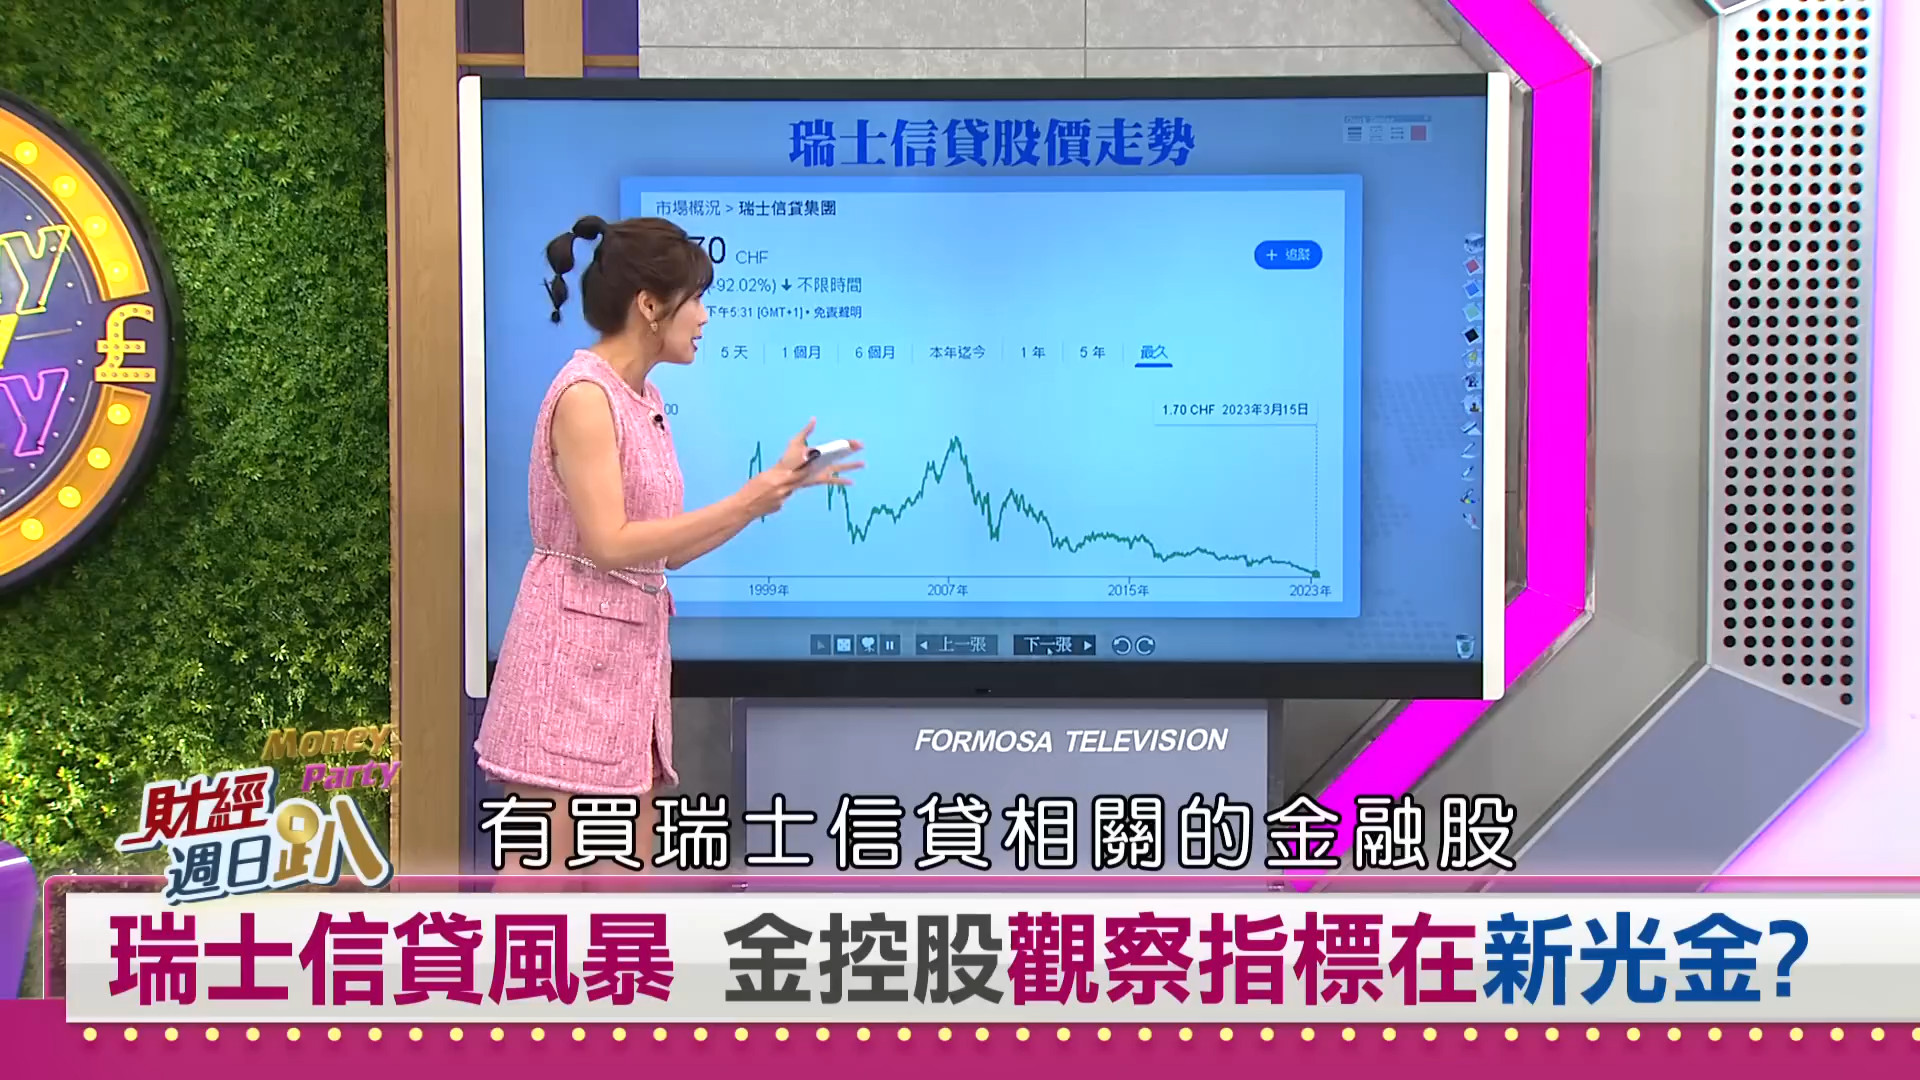 瑞士信貸股價走勢
市場概況 > 瑞士信貸集團
70 CHF
+ 追蹤
-92.02%) ↓ 不限時間
下午5:31 [GMT+1] • 免責聲明
5 天 1 個月 6 個月 本年迄今 1 年 5 年 最久
00
1.70 CHF 2023年3月15日
1999年 2007年 2015年 2023年
上一張 下一張
FORMOSA TELEVISION
£
Money
Party
財經
週日趴
有買瑞士信貸相關的金融股
瑞士信貸風暴 金控股觀察指標在新光金?